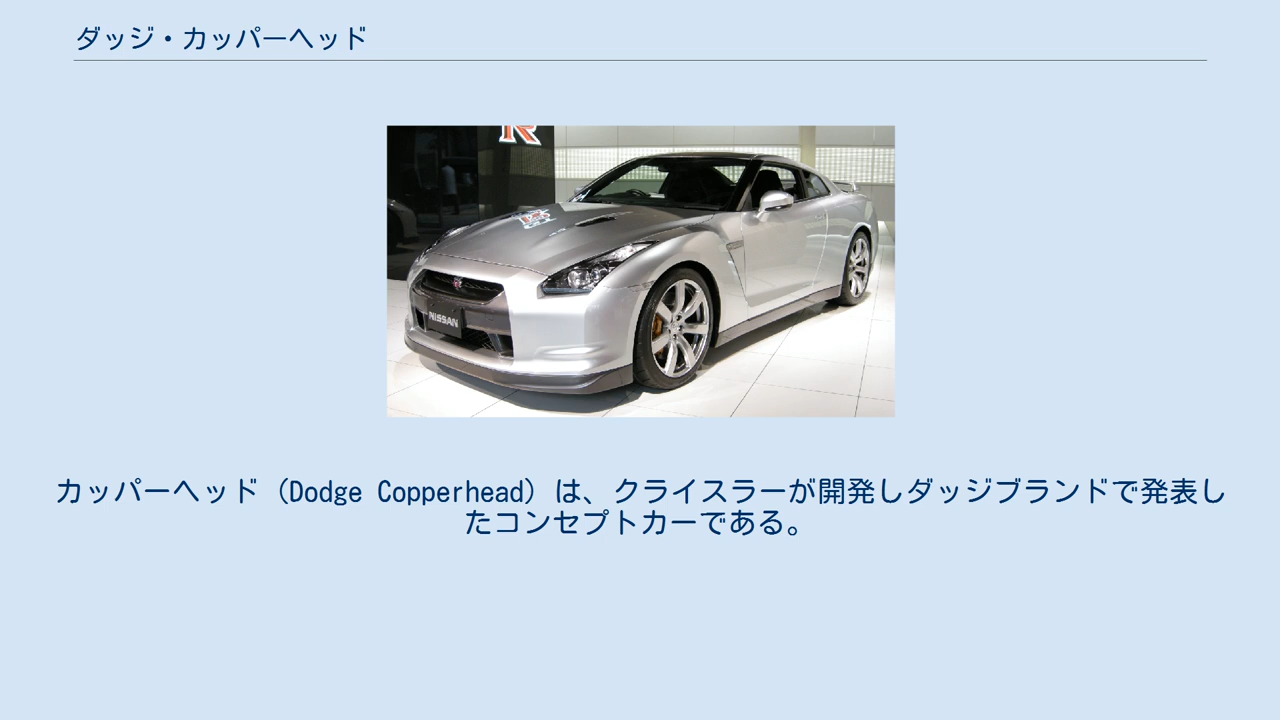 ダッジ・カッパーヘッド
R
NISSAN
カッパーヘッド（Dodge Copperhead）は、クライスラーが開発しダッジブランドで発表し
たコンセプトカーである。